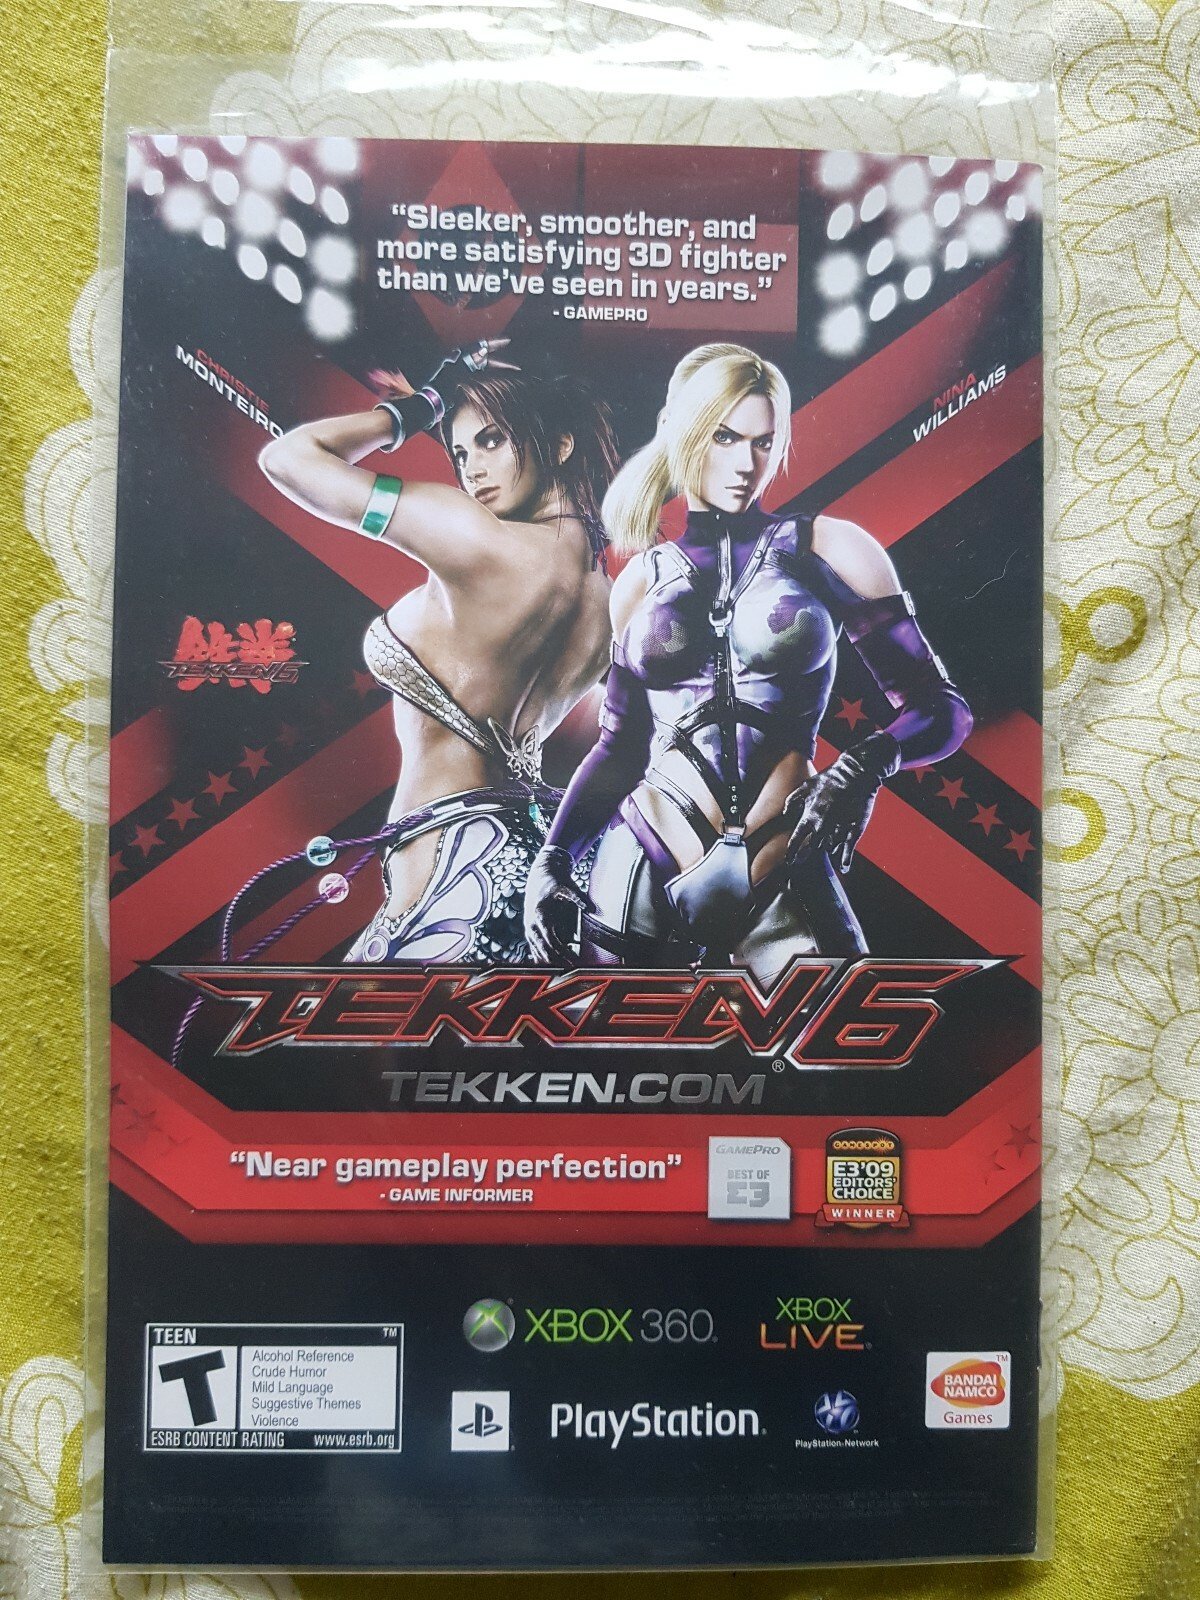 “Sleeker, smoother, and
more satisfying 3D fighter
than we’ve seen in years.”
- GAMEPRO
CHRISTIE
MONTEIRO
NINA
WILLIAMS
鉄拳
TEKKEN 6
TEKKEN 6
®
TEKKEN.COM
“Near gameplay perfection”
- GAME INFORMER
GAMEPRO
BEST OF
E3
GAMESPOT
E3'09
EDITORS'
CHOICE
WINNER
XBOX 360®
XBOX
LIVE®
TEEN ™
T
Alcohol Reference
Crude Humor
Mild Language
Suggestive Themes
Violence
ESRB CONTENT RATING www.esrb.org
PlayStation®
PlayStation®Network
BANDAI
NAMCO
™
Games